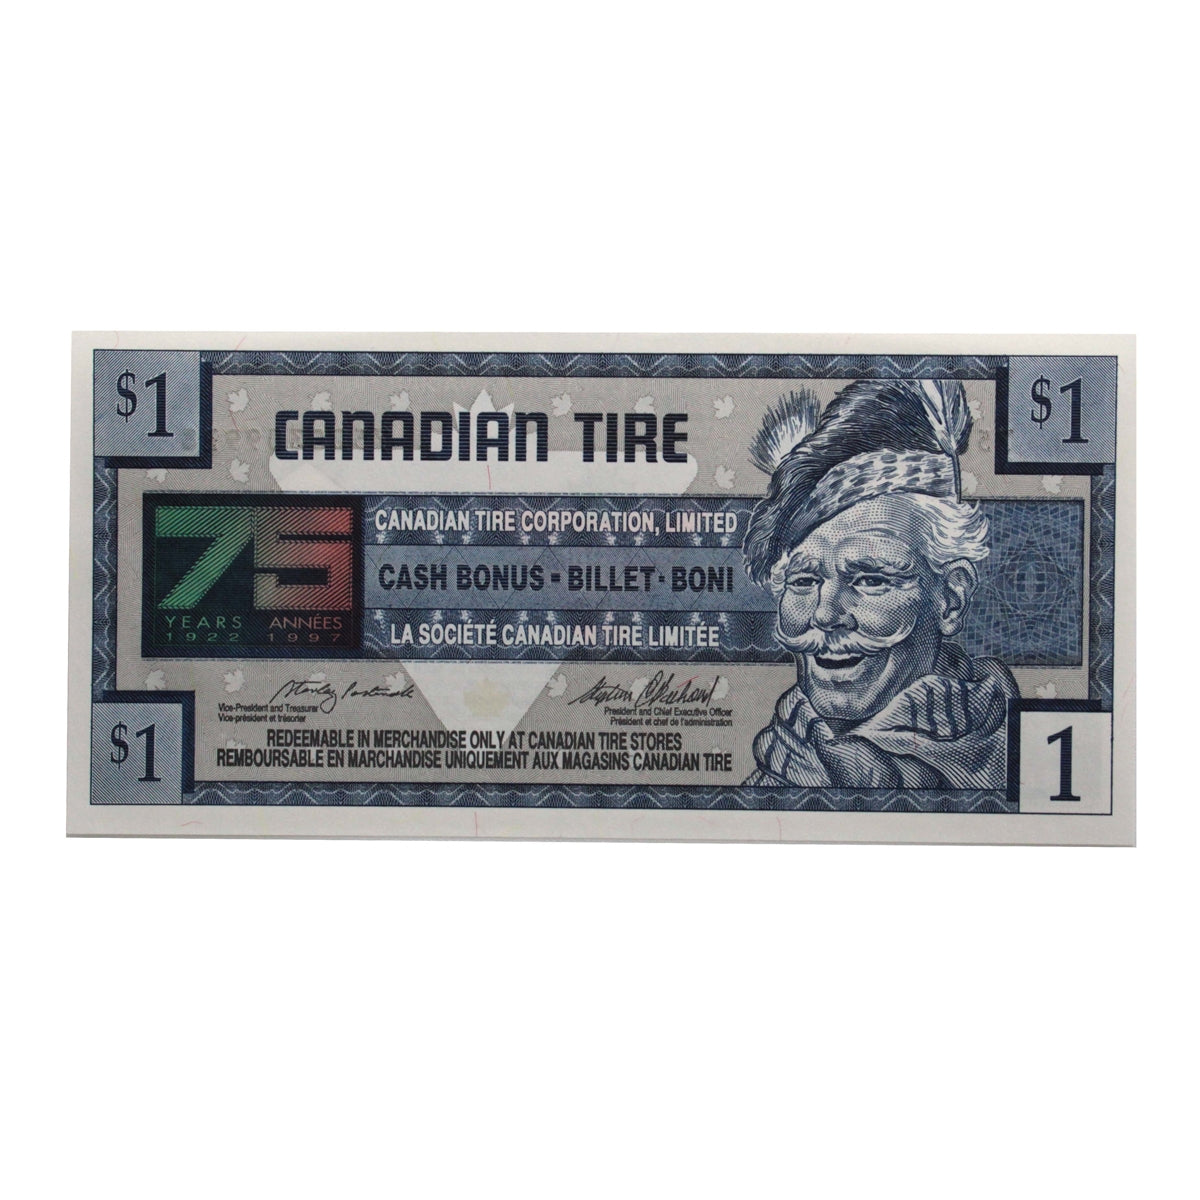 $1
$1
CANADIAN TIRE
75
YEARS ANNÉES
1922 1997
CANADIAN TIRE CORPORATION, LIMITED
CASH BONUS - BILLET - BONI
LA SOCIÉTÉ CANADIAN TIRE LIMITÉE
Vice-President and Treasurer
Vice-président et trésorier
President and Chief Executive Officer
Président et chef de l'administration
REDEEMABLE IN MERCHANDISE ONLY AT CANADIAN TIRE STORES
REMBOURSABLE EN MARCHANDISE UNIQUEMENT AUX MAGASINS CANADIAN TIRE
$1
1